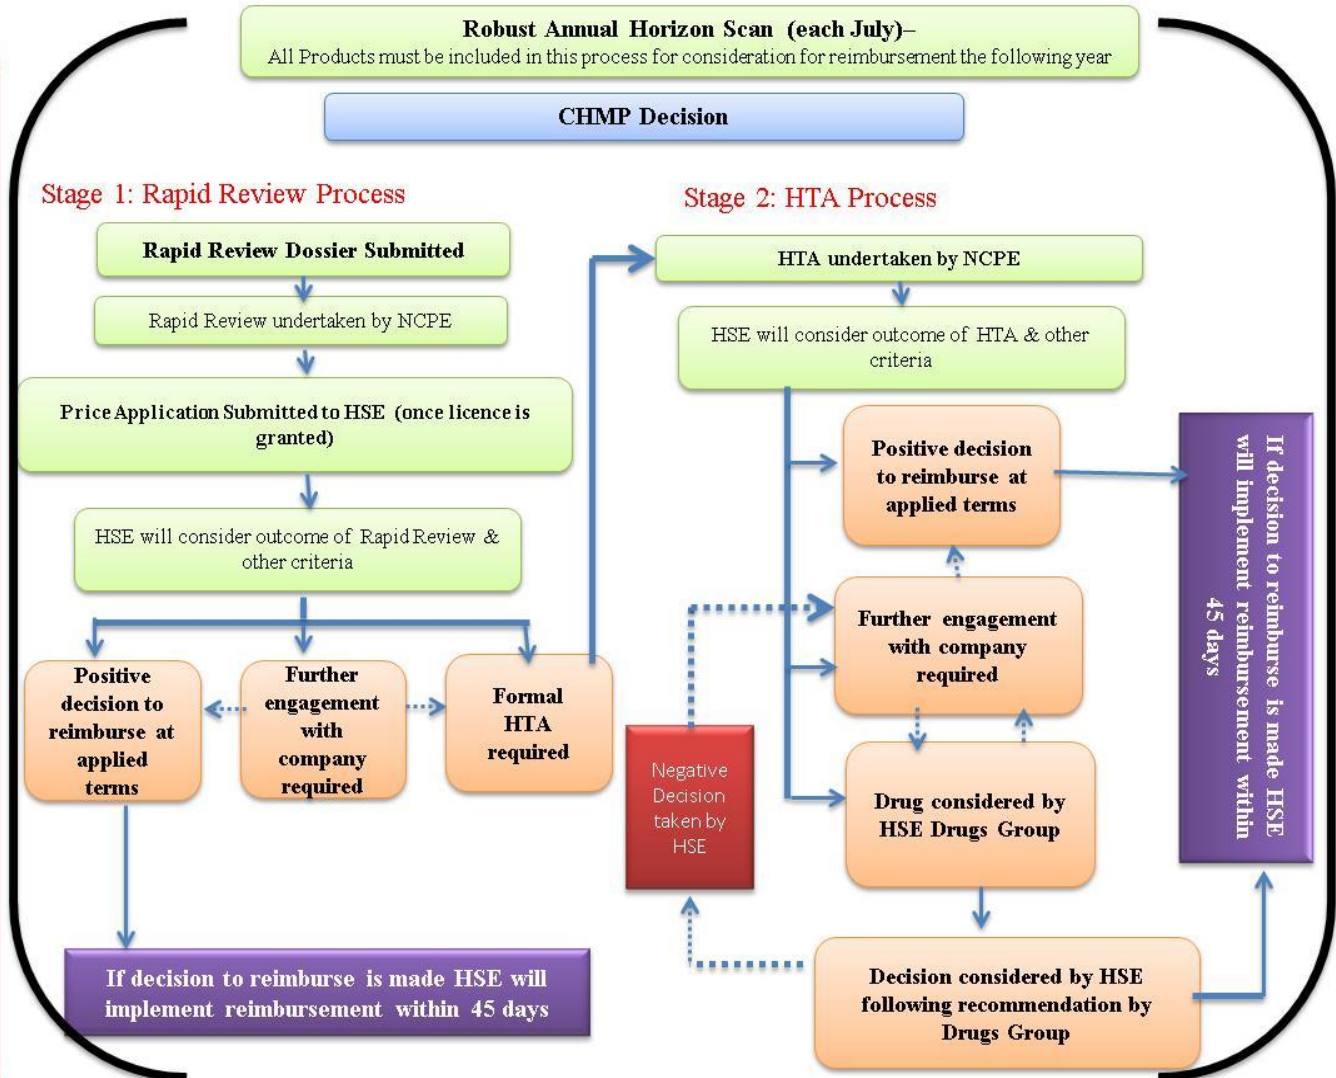 Robust Annual Horizon Scan (each July)–
All Products must be included in this process for consideration for reimbursement the following year
CHMP Decision
Stage 1: Rapid Review Process
Rapid Review Dossier Submitted
Rapid Review undertaken by NCPE
Price Application Submitted to HSE (once licence is
granted)
HSE will consider outcome of Rapid Review &
other criteria
Positive
decision to
reimburse at
applied
terms
Further
engagement
with
company
required
Formal
HTA
required
If decision to reimburse is made HSE will
implement reimbursement within 45 days
Stage 2: HTA Process
HTA undertaken by NCPE
HSE will consider outcome of HTA & other
criteria
Positive decision
to reimburse at
applied terms
Further engagement
with company
required
Negative
Decision
taken by
HSE
Drug considered by
HSE Drugs Group
Decision considered by HSE
following recommendation by
Drugs Group
If decision to reimburse is made HSE
will implement reimbursement within
45 days